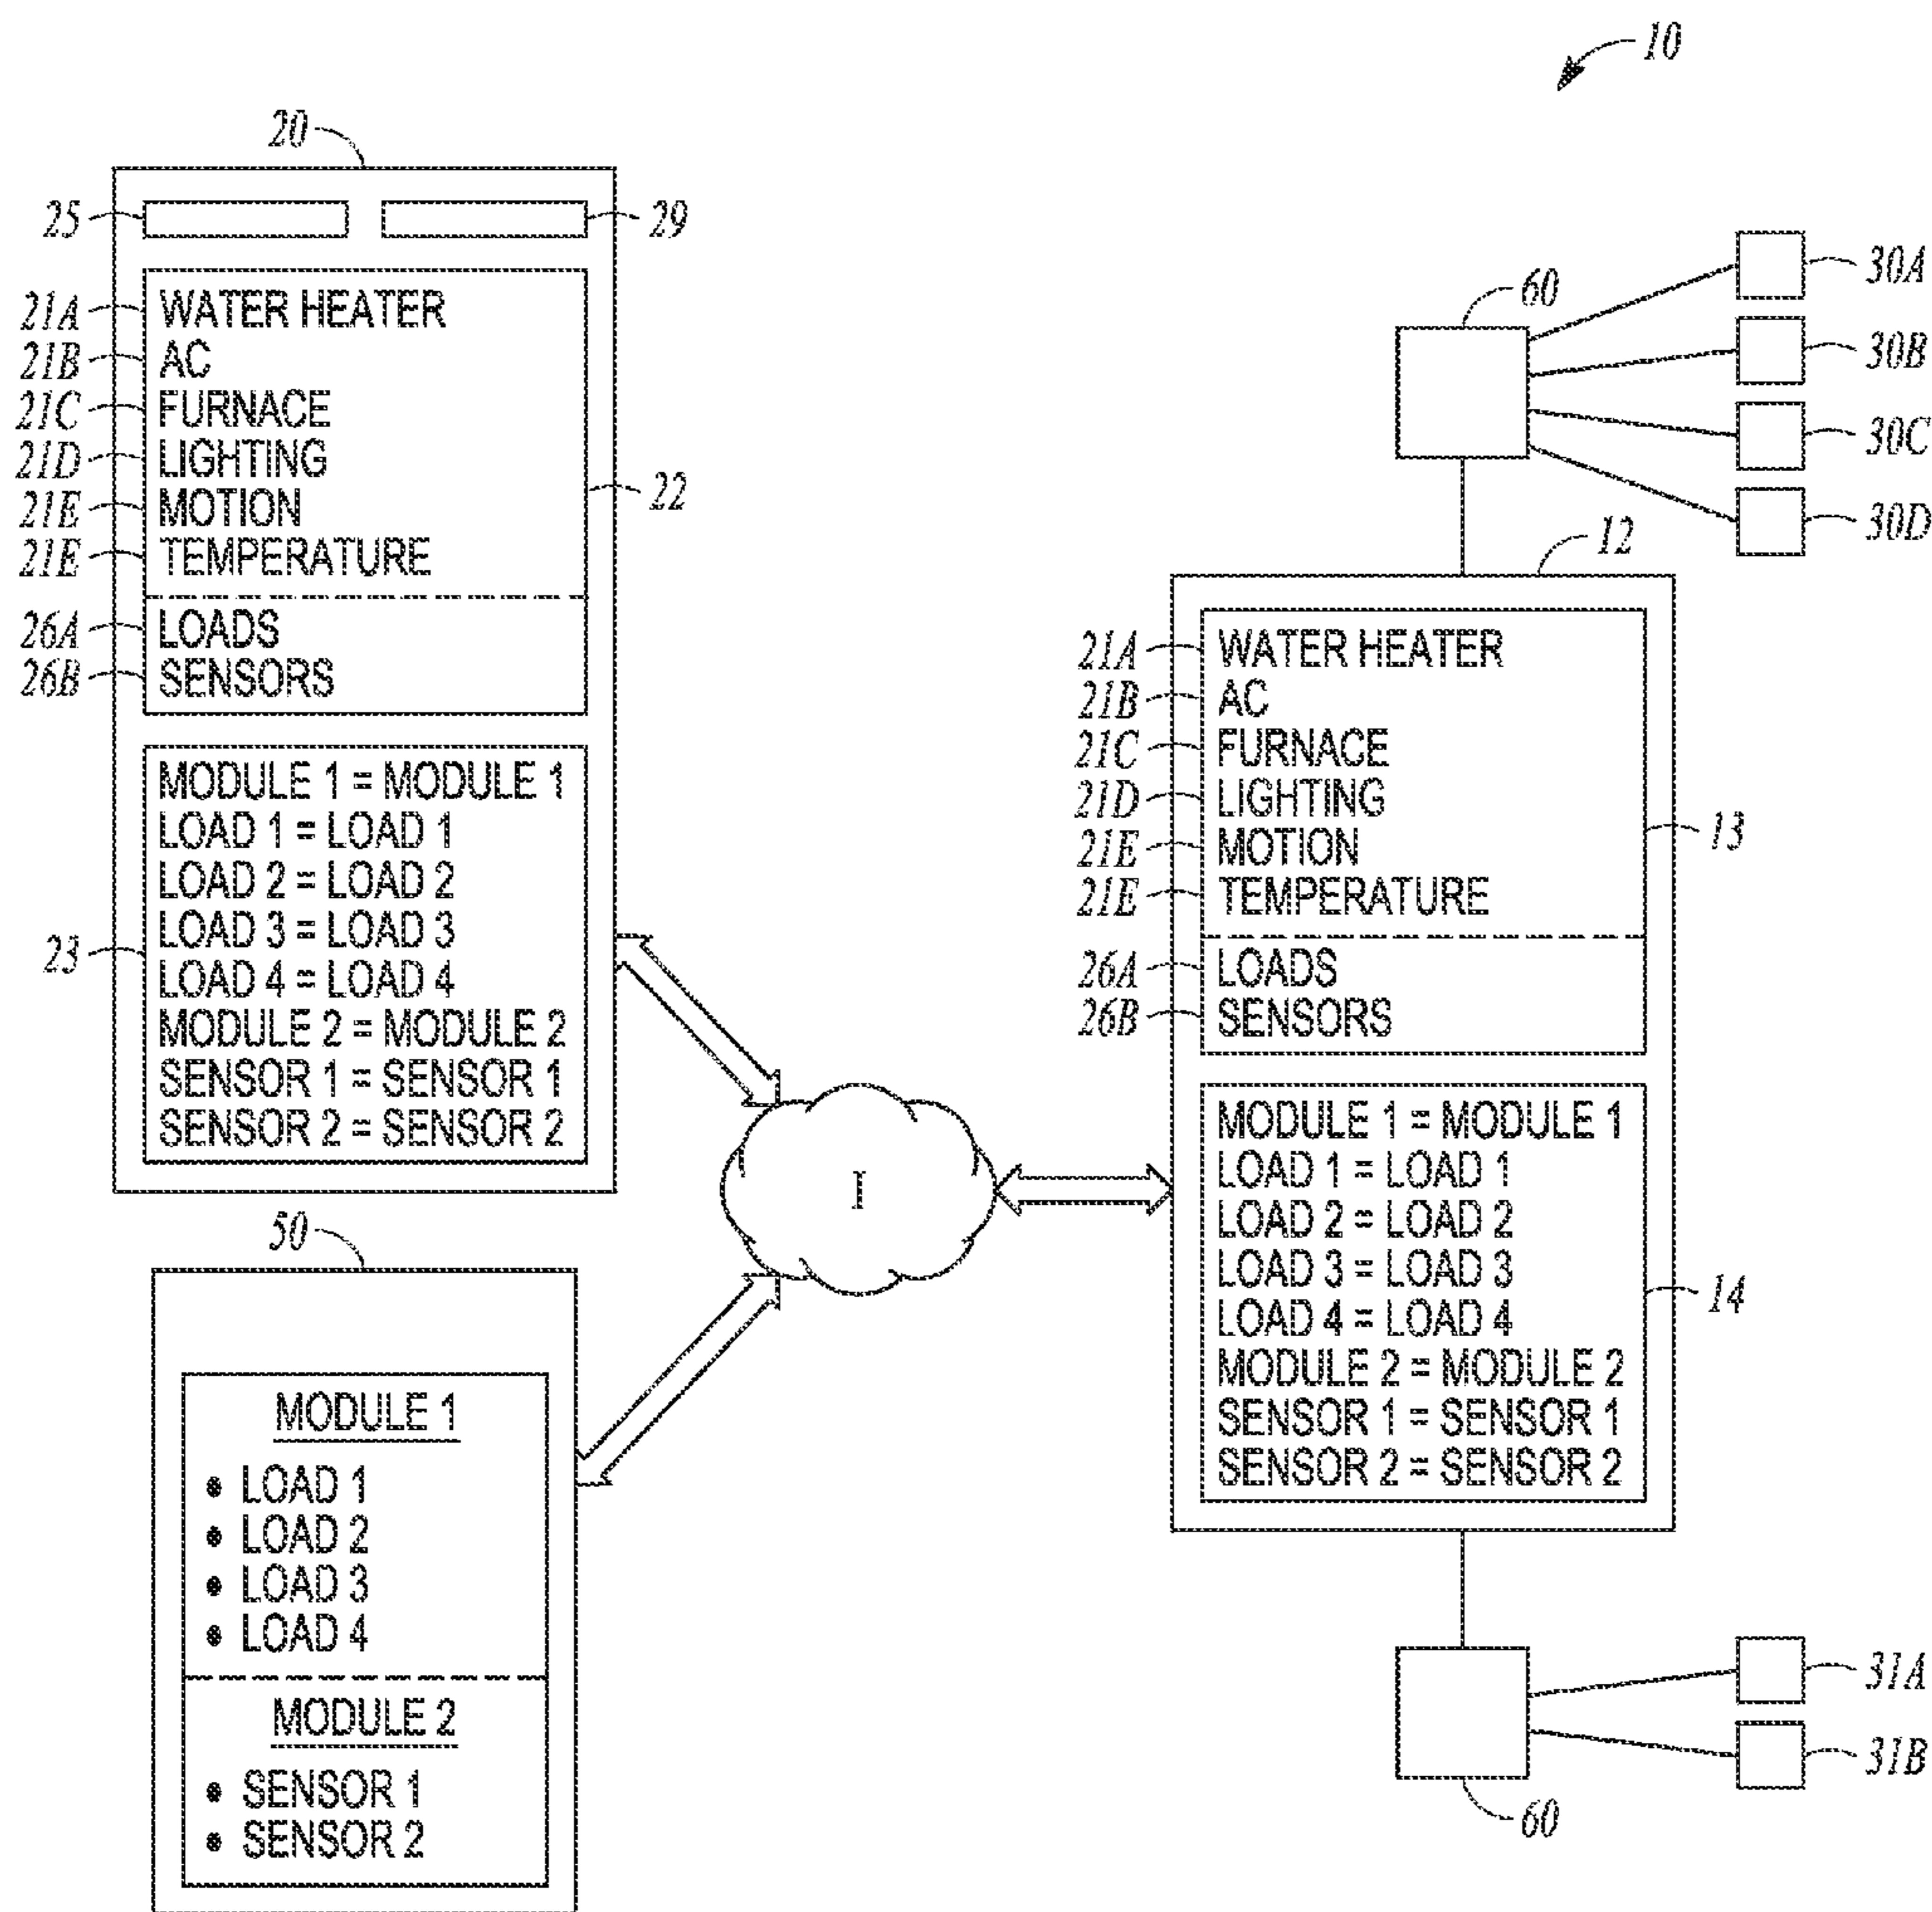 10
20
25
29
21A WATER HEATER
21B AC
21C FURNACE
21D LIGHTING
21E MOTION
21E TEMPERATURE
22
26A LOADS
26B SENSORS
23
MODULE 1 = MODULE 1
LOAD 1 = LOAD 1
LOAD 2 = LOAD 2
LOAD 3 = LOAD 3
LOAD 4 = LOAD 4
MODULE 2 = MODULE 2
SENSOR 1 = SENSOR 1
SENSOR 2 = SENSOR 2
50
MODULE 1
• LOAD 1
• LOAD 2
• LOAD 3
• LOAD 4
MODULE 2
• SENSOR 1
• SENSOR 2
I
60
30A
30B
30C
30D
12
21A WATER HEATER
21B AC
21C FURNACE
21D LIGHTING
21E MOTION
21E TEMPERATURE
13
26A LOADS
26B SENSORS
MODULE 1 = MODULE 1
LOAD 1 = LOAD 1
LOAD 2 = LOAD 2
LOAD 3 = LOAD 3
LOAD 4 = LOAD 4
MODULE 2 = MODULE 2
SENSOR 1 = SENSOR 1
SENSOR 2 = SENSOR 2
14
31A
31B
60